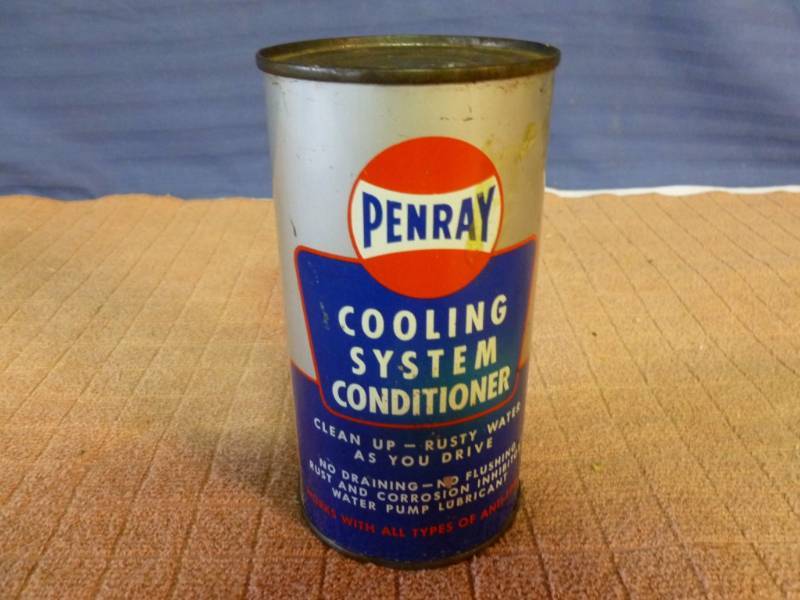 PENRAY
COOLING
SYSTEM
CONDITIONER
CLEAN UP — RUSTY WATER
AS YOU DRIVE
NO DRAINING — NO FLUSHING
RUST AND CORROSION
WATER PUMP LUBRICANT
WORKS WITH ALL TYPES OF